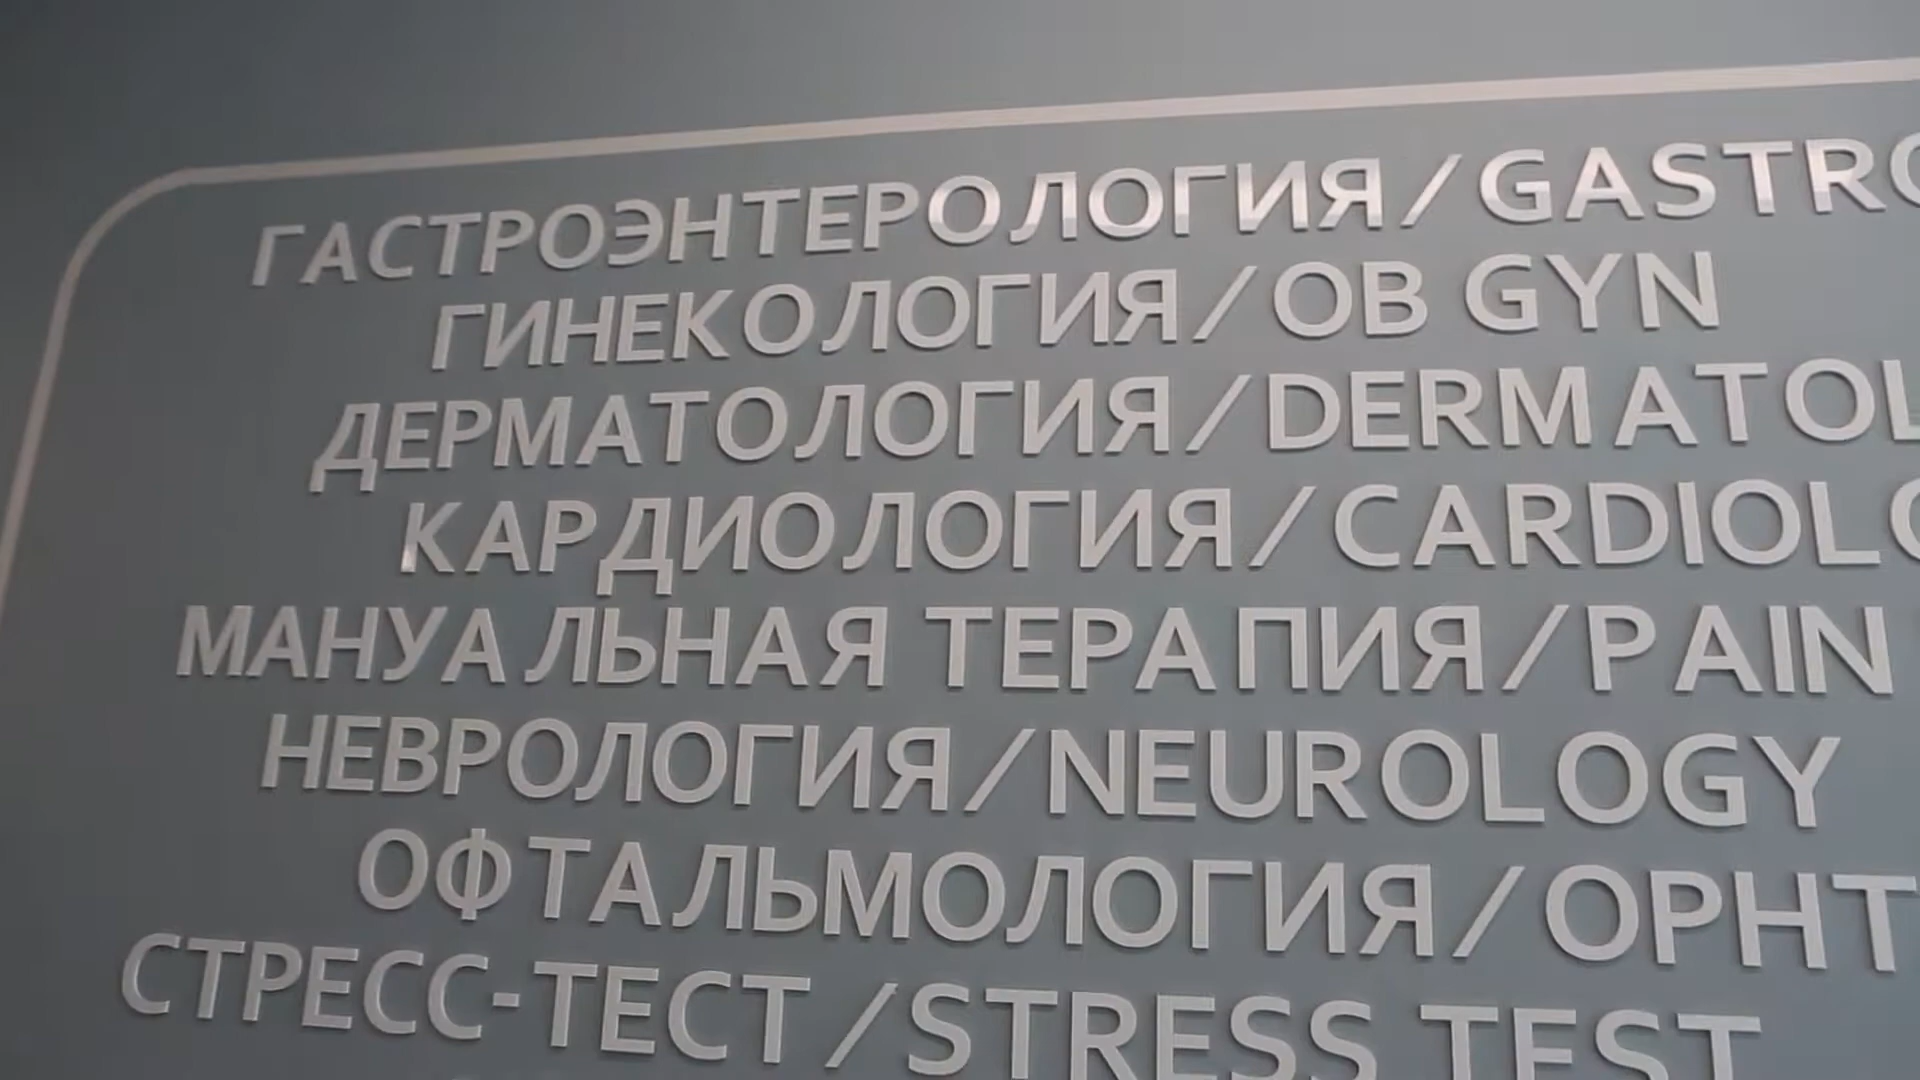 ГАСТРОЭНТЕРОЛОГИЯ/GASTRO
ГИНЕКОЛОГИЯ/OB GYN
ДЕРМАТОЛОГИЯ/DERMATOL
КАРДИОЛОГИЯ/CARDIOLO
МАНУАЛЬНАЯ ТЕРАПИЯ/PAIN
НЕВРОЛОГИЯ/NEUROLOGY
ОФТАЛЬМОЛОГИЯ/OPHT
СТРЕСС-ТЕСТ/STRESS TEST